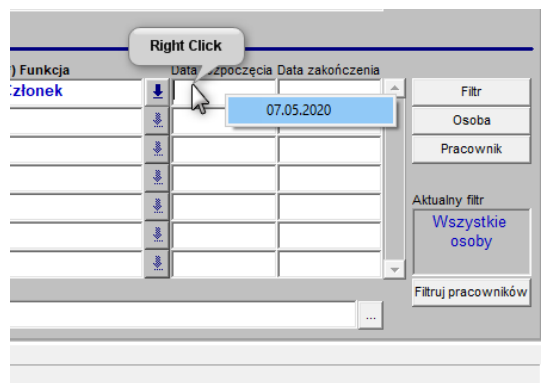 Right Click
) Funkcja
Data rozpoczęcia Data zakończenia
Członek
07.05.2020
Filtr
Osoba
Pracownik
Aktualny filtr
Wszystkie
osoby
Filtruj pracowników
...